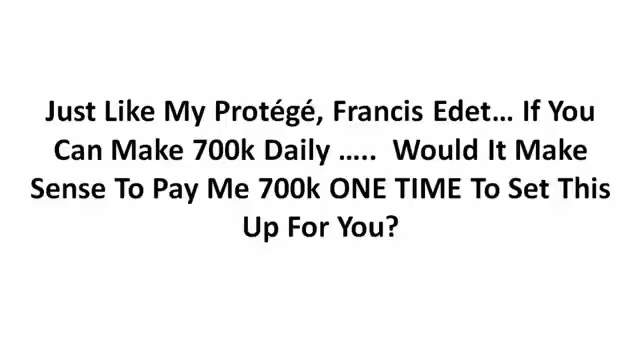 Just Like My Protégé, Francis Edet... If You
Can Make 700k Daily ..... Would It Make
Sense To Pay Me 700k ONE TIME To Set This
Up For You?